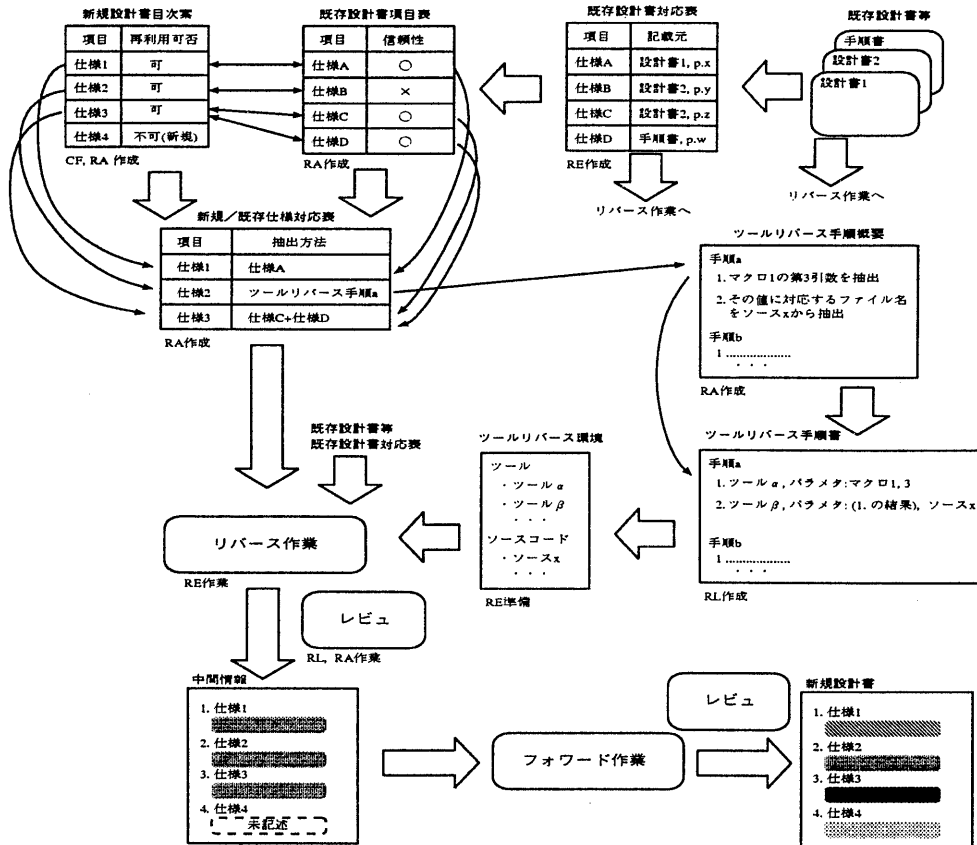 新規設計書目次案
項目 再利用可否
仕様1 可
仕様2 可
仕様3 可
仕様4 不可(新規)
CF, RA 作成
既存設計書項目表
項目 信頼性
仕様A ○
仕様B ×
仕様C ○
仕様D ○
RA作成
既存設計書対応表
項目 記載元
仕様A 設計書1, p.x
仕様B 設計書2, p.y
仕様C 設計書2, p.z
仕様D 手順書, p.w
RE作成
リバース作業へ
既存設計書等
手順書
設計書2
設計書1
リバース作業へ
新規／既存仕様対応表
項目 抽出方法
仕様1 仕様A
仕様2 ツールリバース手順a
仕様3 仕様C+仕様D
RA作成
ツールリバース手順概要
手順a
1. マクロ1の第3引数を抽出
2. その値に対応するファイル名
をソースxから抽出
手順b
1 ...................
・・・
RA作成
既存設計書等
既存設計書対応表
ツールリバース環境
ツール
・ツールα
・ツールβ
・・・
ソースコード
・ソースx
・・・
RE準備
ツールリバース手順書
手順a
1. ツールα, パラメタ:マクロ1, 3
2. ツールβ, パラメタ: (1. の結果), ソースx
手順b
1 ...................
・・・
RL作成
リバース作業
RE作業
レビュ
RL, RA作業
中間情報
1. 仕様1
2. 仕様2
3. 仕様3
4. 仕様4
未記述
フォワード作業
レビュ
新規設計書
1. 仕様1
2. 仕様2
3. 仕様3
4. 仕様4